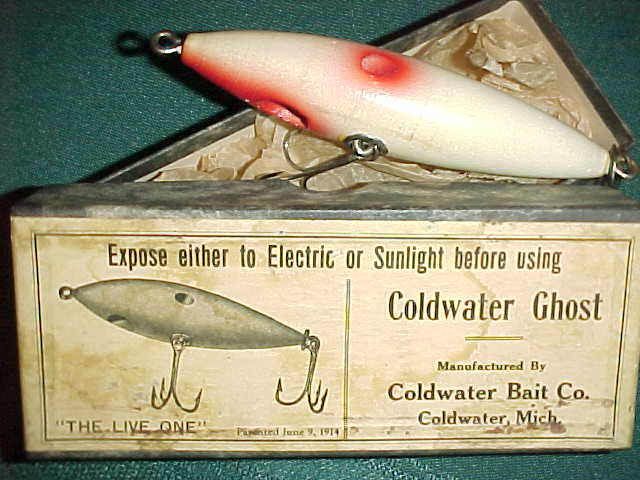 Expose either to Electric or Sunlight before using
Coldwater Ghost
Manufactured By
Coldwater Bait Co.
Coldwater, Mich.
"THE LIVE ONE"
Patented June 9, 1914